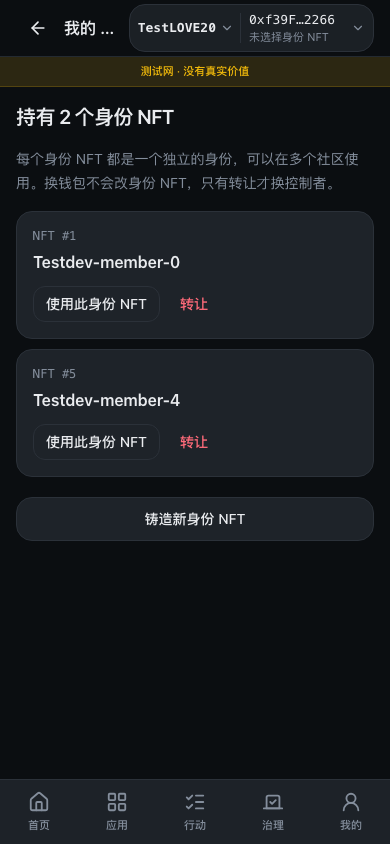 我的 ...
TestLOVE20
0xf39F…2266
未选择身份 NFT
测试网 · 没有真实价值
持有 2 个身份 NFT
每个身份 NFT 都是一个独立的身份，可以在多个社区使
用。换钱包不会改身份 NFT，只有转让才换控制者。
NFT #1
Testdev-member-0
使用此身份 NFT
转让
NFT #5
Testdev-member-4
使用此身份 NFT
转让
铸造新身份 NFT
首页
应用
行动
治理
我的